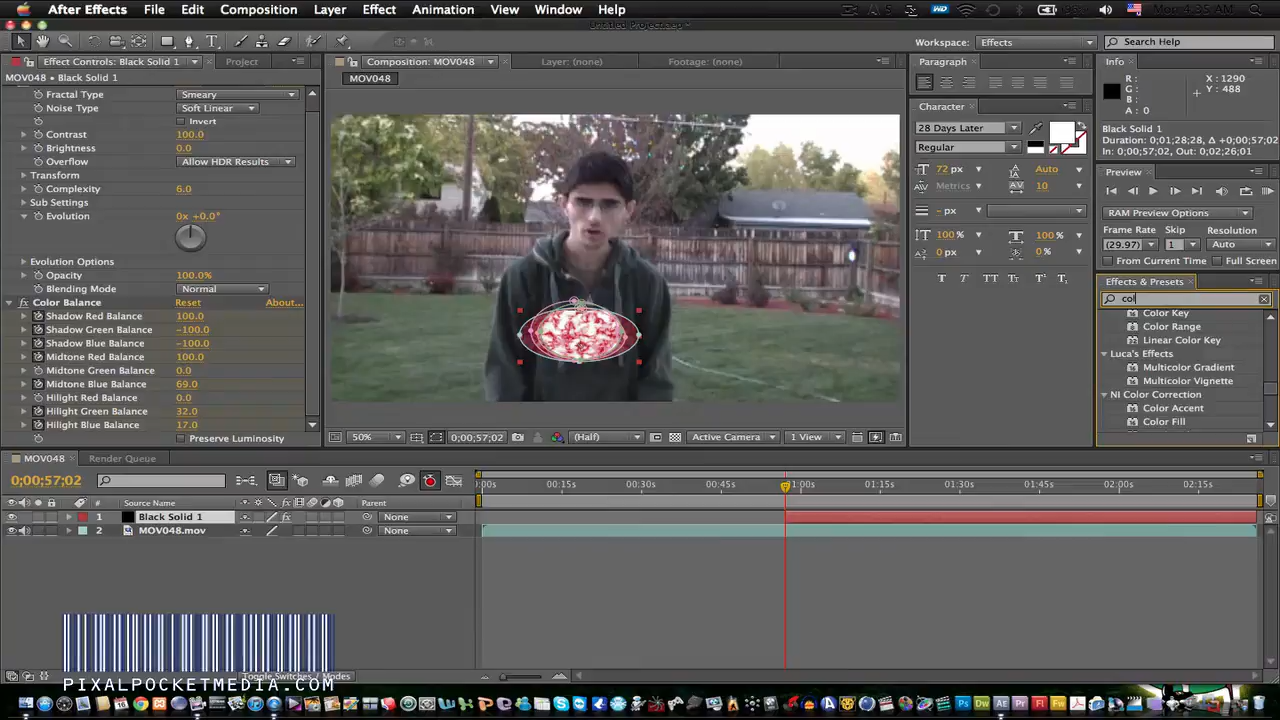 After Effects File Edit Composition Layer Effect Animation View Window Help
Mon 4:35 AM
Untitled Project.aep *
Workspace: Effects Search Help
Effect Controls: Black Solid 1 Project
Composition: MOV048 Layer: (none) Footage: (none)
MOV048 • Black Solid 1
MOV048
Fractal Type Smeary
Noise Type Soft Linear
Invert
Contrast 100.0
Brightness 0.0
Overflow Allow HDR Results
Transform
Complexity 6.0
Sub Settings
Evolution 0x +0.0°
Evolution Options
Opacity 100.0%
Blending Mode Normal
fx Color Balance Reset About...
Shadow Red Balance 100.0
Shadow Green Balance -100.0
Shadow Blue Balance -100.0
Midtone Red Balance 100.0
Midtone Green Balance 0.0
Midtone Blue Balance 69.0
Hilight Red Balance 0.0
Hilight Green Balance 32.0
Hilight Blue Balance 17.0
Preserve Luminosity
50% 0;00;57;02 (Half) Active Camera 1 View
Paragraph
Character
28 Days Later
Regular
72 px Auto
Metrics 10
- px
100 % 100 %
0 px 0 %
T T TT Tt T¹ T₁
Info
R : X : 1290
G : Y : 488
B :
A : 0
Black Solid 1
Duration: 0;01;28;28, Δ +0;00;57;02
In: 0;00;57;02, Out: 0;02;26;01
Preview
RAM Preview Options
Frame Rate Skip Resolution
(29.97) 1 Auto
From Current Time Full Screen
Effects & Presets
col
Color Key
Color Range
Linear Color Key
Luca's Effects
Multicolor Gradient
Multicolor Vignette
NI Color Correction
Color Accent
Color Fill
MOV048 Render Queue
0;00;57;02
:00s 00:15s 00:30s 00:45s 01:00s 01:15s 01:30s 01:45s 02:00s 02:15s
# Source Name Parent
1 Black Solid 1 None
2 MOV048.mov None
Toggle Switches / Modes
PIXALPOCKETMEDIA.COM